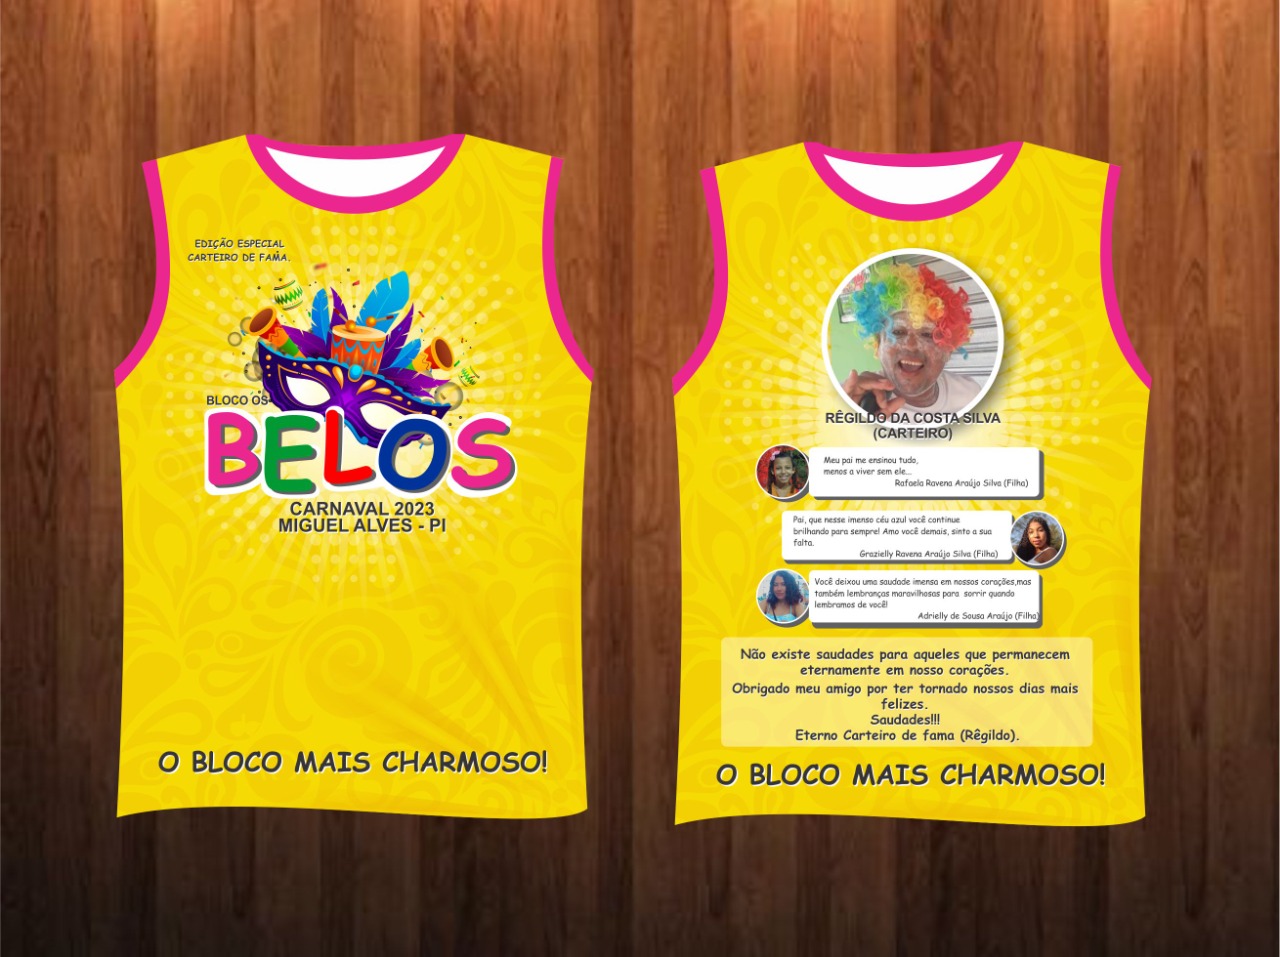 EDIÇÃO ESPECIAL
CARTEIRO DE FAMA.
BLOCO OS
BELOS
CARNAVAL 2023
MIGUEL ALVES - PI
O BLOCO MAIS CHARMOSO!
RÊGILDO DA COSTA SILVA
(CARTEIRO)
Meu pai me ensinou tudo,
menos a viver sem ele...
Rafaela Ravena Araújo Silva (Filha)
Pai, que nesse imenso céu azul você continue
brilhando para sempre! Amo você demais, sinto a sua
falta.
Grazielly Ravena Araújo Silva (Filha)
Você deixou uma saudade imensa em nossos corações,mas
também lembranças maravilhosas para sorrir quando
lembramos de você!
Adrielly de Sousa Araújo (Filha)
Não existe saudades para aqueles que permanecem
eternamente em nosso corações.
Obrigado meu amigo por ter tornado nossos dias mais
felizes.
Saudades!!!
Eterno Carteiro de fama (Rêgildo).
O BLOCO MAIS CHARMOSO!